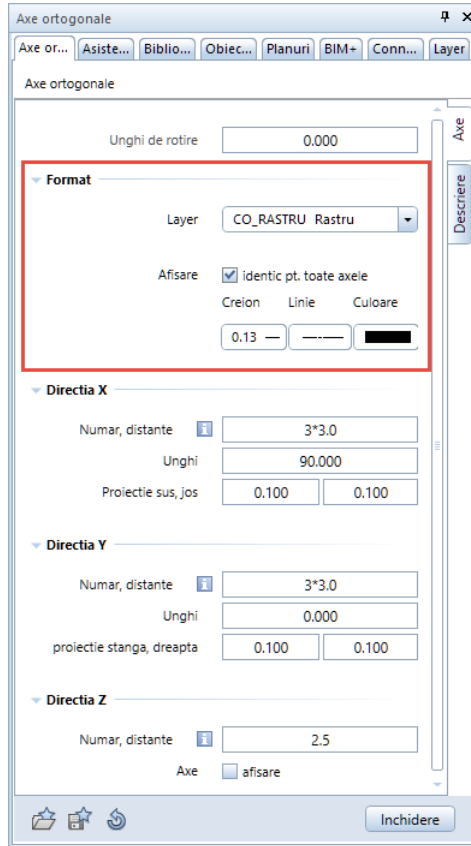 Axe ortogonale
Axe or... Asiste... Biblio... Obiec... Planuri BIM+ Conn... Layer
Axe ortogonale
Axe
Descriere
Unghi de rotire 0.000
Format
Layer CO_RASTRU Rastru
Afisare identic pt. toate axele
Creion Linie Culoare
0.13
Directia X
Numar, distante i 3*3.0
Unghi 90.000
Proiectie sus, jos 0.100 0.100
Directia Y
Numar, distante i 3*3.0
Unghi 0.000
proiectie stanga, dreapta 0.100 0.100
Directia Z
Numar, distante i 2.5
Axe afisare
Inchidere